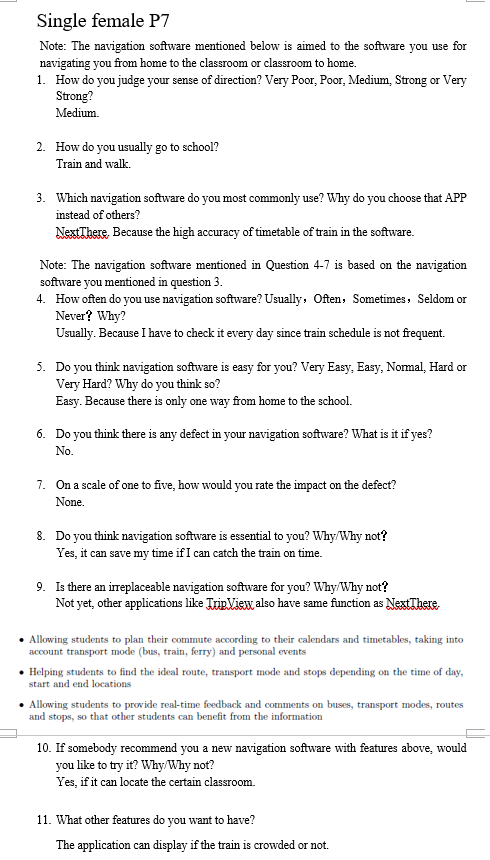 Single female P7
Note: The navigation software mentioned below is aimed to the software you use for
navigating you from home to the classroom or classroom to home.
1. How do you judge your sense of direction? Very Poor, Poor, Medium, Strong or Very
Strong?
Medium.
2. How do you usually go to school?
Train and walk.
3. Which navigation software do you most commonly use? Why do you choose that APP
instead of others?
NextThere. Because the high accuracy of timetable of train in the software.
Note: The navigation software mentioned in Question 4-7 is based on the navigation
software you mentioned in question 3.
4. How often do you use navigation software? Usually, Often, Sometimes, Seldom or
Never? Why?
Usually. Because I have to check it every day since train schedule is not frequent.
5. Do you think navigation software is easy for you? Very Easy, Easy, Normal, Hard or
Very Hard? Why do you think so?
Easy. Because there is only one way from home to the school.
6. Do you think there is any defect in your navigation software? What is it if yes?
No.
7. On a scale of one to five, how would you rate the impact on the defect?
None.
8. Do you think navigation software is essential to you? Why/Why not?
Yes, it can save my time if I can catch the train on time.
9. Is there an irreplaceable navigation software for you? Why/Why not?
Not yet, other applications like TripView also have same function as NextThere.
• Allowing students to plan their commute according to their calendars and timetables, taking into
account transport mode (bus, train, ferry) and personal events
• Helping students to find the ideal route, transport mode and stops depending on the time of day,
start and end locations
• Allowing students to provide real-time feedback and comments on buses, transport modes, routes
and stops, so that other students can benefit from the information
10. If somebody recommend you a new navigation software with features above, would
you like to try it? Why/Why not?
Yes, if it can locate the certain classroom.
11. What other features do you want to have?
The application can display if the train is crowded or not.